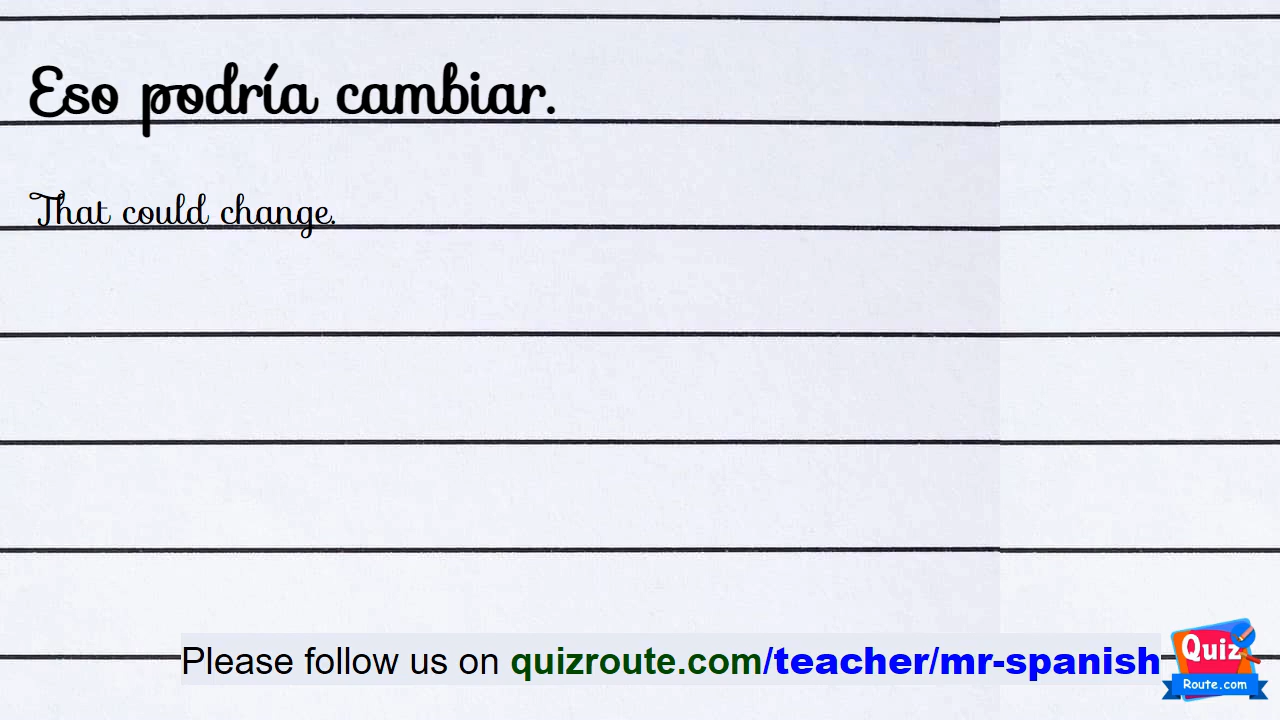 Eso podría cambiar.
That could change.
Please follow us on quizroute.com/teacher/mr-spanish
Quiz
Route.com